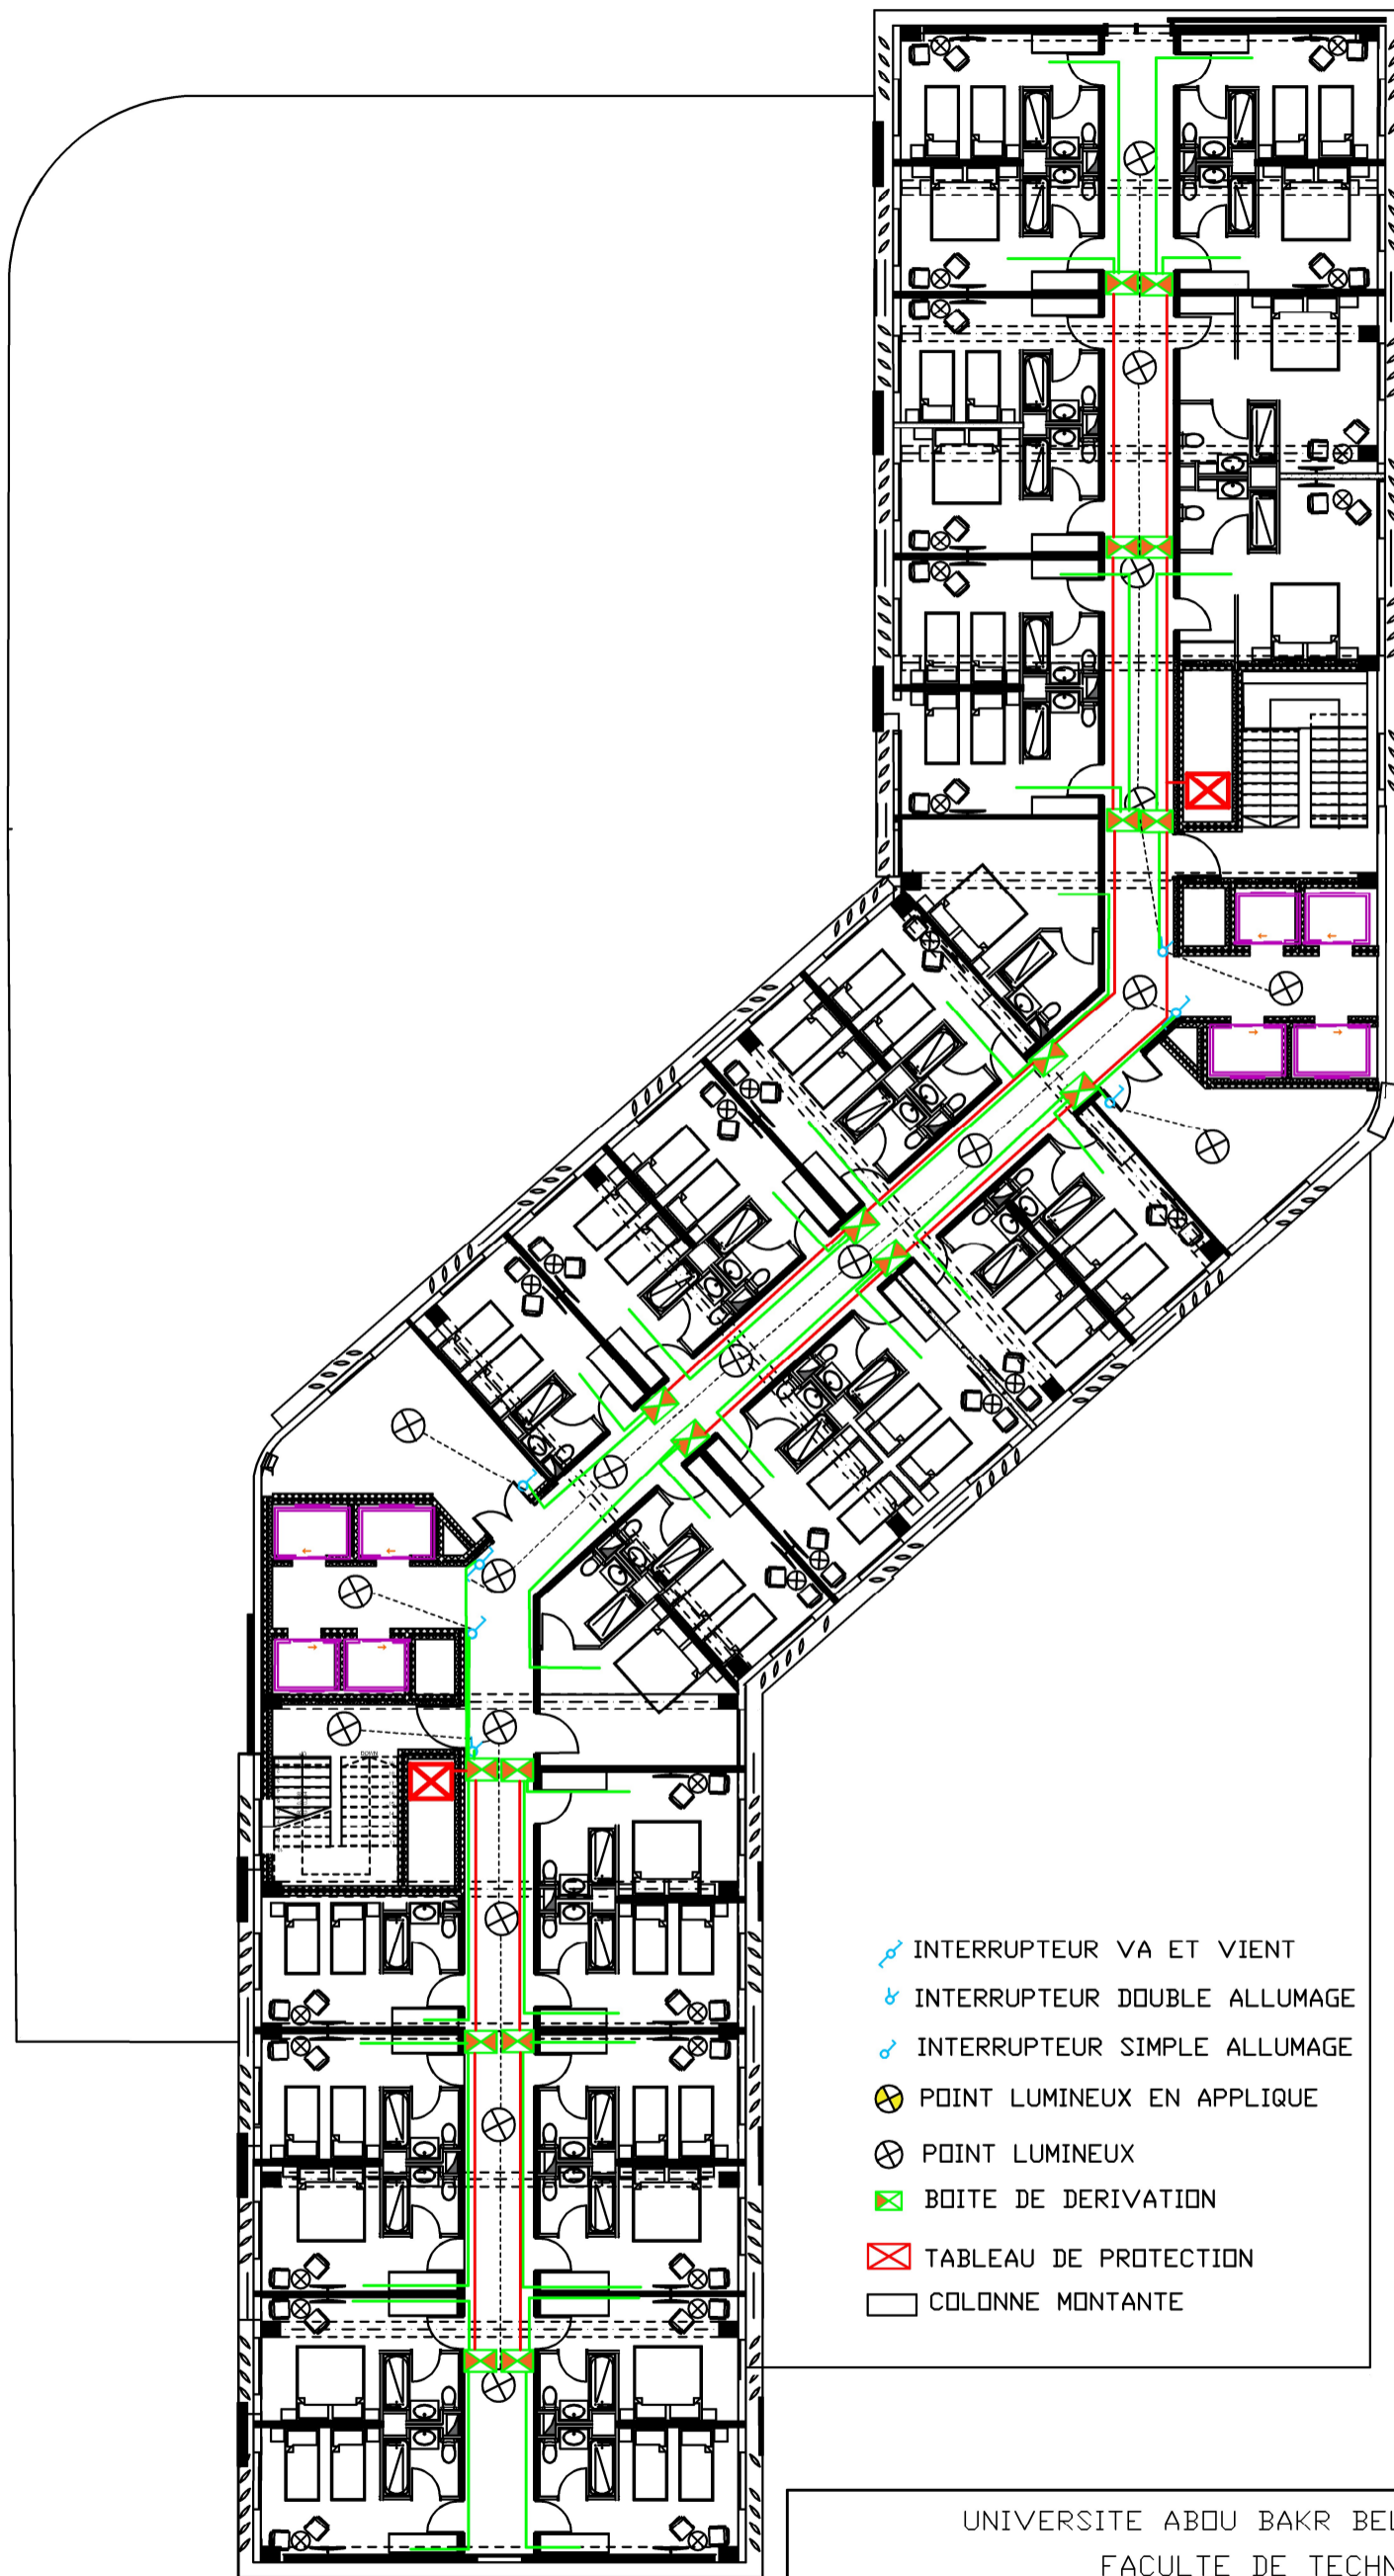 DOWN
INTERRUPTEUR VA ET VIENT
INTERRUPTEUR DOUBLE ALLUMAGE
INTERRUPTEUR SIMPLE ALLUMAGE
POINT LUMINEUX EN APPLIQUE
POINT LUMINEUX
BOITE DE DERIVATION
TABLEAU DE PROTECTION
COLONNE MONTANTE
UNIVERSITE ABOU BAKR
FACULTE DE